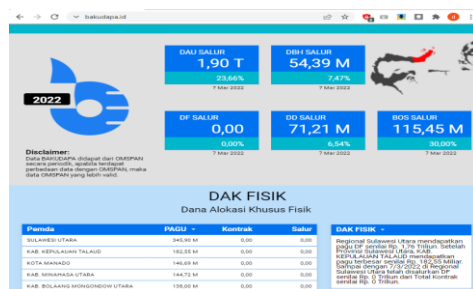 bakudapa.id
DAU SALUR
1,90 T
23,66%
7 Mar 2022
DBH SALUR
54,39 M
7,47%
7 Mar 2022
2022
DF SALUR
0,00
0,00%
7 Mar 2022
DD SALUR
71,21 M
6,54%
7 Mar 2022
BOS SALUR
115,45 M
30,00%
7 Mar 2022
Disclaimer:
Data BAKUDAPA didapat dari OMSPAN
secara periodik, apabila terdapat
perbedaan data dengan OMSPAN, maka
data OMSPAN yang lebih valid.
DAK FISIK
Dana Alokasi Khusus Fisik
Pemda PAGU Kontrak Salur
SULAWESI UTARA 345,90 M 0,00 0,00
KAB. KEPULAUAN TALAUD 182,55 M 0,00 0,00
KOTA MANADO 146,69 M 0,00 0,00
KAB. MINAHASA UTARA 144,72 M 0,00 0,00
KAB. BOLAANG MONGONDOW UTARA 138,00 M 0,00 0,00
DAK FISIK
Regional Sulawesi Utara mendapatkan
pagu DF senilai Rp. 1,76 Triliun. Setelah
Provinsi Sulawesi Utara, KAB.
KEPULAUAN TALAUD mendapatkan
pagu terbesar senilai Rp. 182,55 Miliar.
Sampai dengan 7/3/2022 di Regional
Sulawesi Utara telah disalurkan DF
senilai Rp. 0 Triliun dari Total Kontrak
senilai Rp. 0 Triliun.